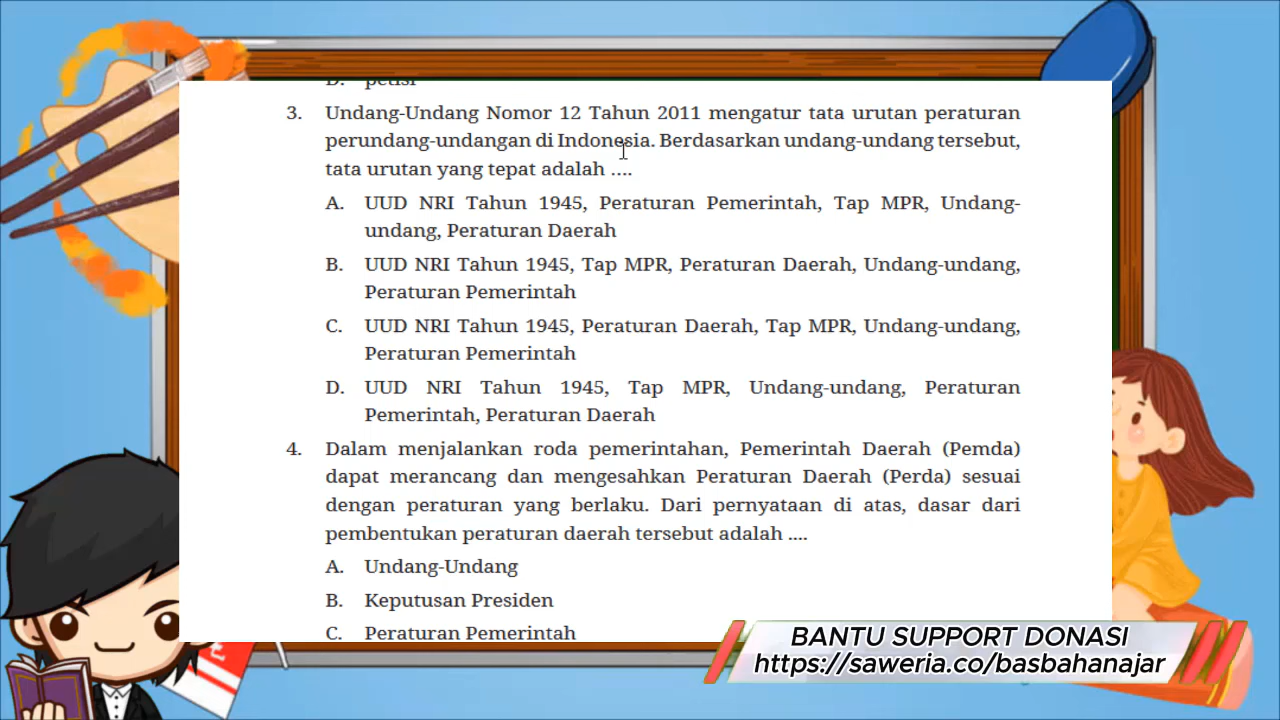 D. petisi
3. Undang-Undang Nomor 12 Tahun 2011 mengatur tata urutan peraturan
perundang-undangan di Indonesia. Berdasarkan undang-undang tersebut,
tata urutan yang tepat adalah ....
A. UUD NRI Tahun 1945, Peraturan Pemerintah, Tap MPR, Undang-
undang, Peraturan Daerah
B. UUD NRI Tahun 1945, Tap MPR, Peraturan Daerah, Undang-undang,
Peraturan Pemerintah
C. UUD NRI Tahun 1945, Peraturan Daerah, Tap MPR, Undang-undang,
Peraturan Pemerintah
D. UUD NRI Tahun 1945, Tap MPR, Undang-undang, Peraturan
Pemerintah, Peraturan Daerah
4. Dalam menjalankan roda pemerintahan, Pemerintah Daerah (Pemda)
dapat merancang dan mengesahkan Peraturan Daerah (Perda) sesuai
dengan peraturan yang berlaku. Dari pernyataan di atas, dasar dari
pembentukan peraturan daerah tersebut adalah ....
A. Undang-Undang
B. Keputusan Presiden
C. Peraturan Pemerintah
BANTU SUPPORT DONASI
https://saweria.co/basbahanajar